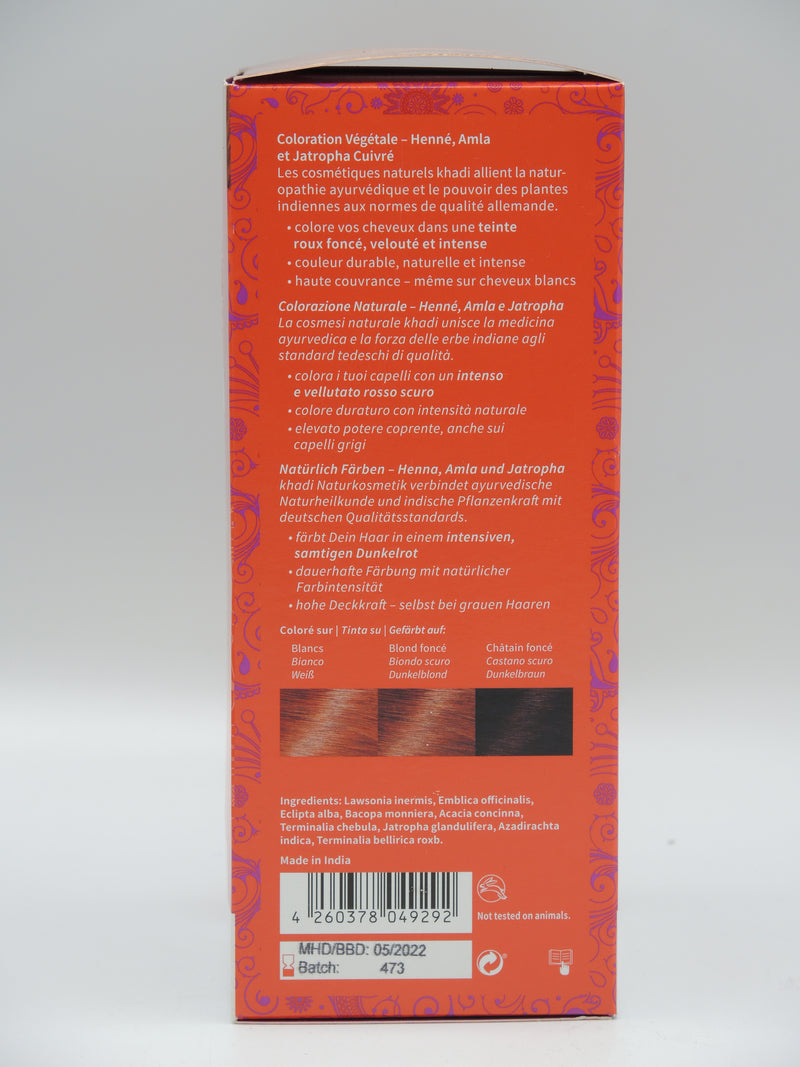 Coloration Végétale – Henné, Amla
et Jatropha Cuivré
Les cosmétiques naturels khadi allient la natur-
opathie ayurvédique et le pouvoir des plantes
indiennes aux normes de qualité allemande.
• colore vos cheveux dans une teinte
roux foncé, velouté et intense
• couleur durable, naturelle et intense
• haute couvrance – même sur cheveux blancs
Colorazione Naturale – Henné, Amla e Jatropha
La cosmesi naturale khadi unisce la medicina
ayurvedica e la forza delle erbe indiane agli
standard tedeschi di qualità.
• colora i tuoi capelli con un intenso
e vellutato rosso scuro
• colore duraturo con intensità naturale
• elevato potere coprente, anche sui
capelli grigi
Natürlich Färben – Henna, Amla und Jatropha
khadi Naturkosmetik verbindet ayurvedische
Naturheilkunde und indische Pflanzenkraft mit
deutschen Qualitätsstandards.
• färbt Dein Haar in einem intensiven,
samtigen Dunkelrot
• dauerhafte Färbung mit natürlicher
Farbintensität
• hohe Deckkraft – selbst bei grauen Haaren
Coloré sur | Tinta su | Gefärbt auf:
Blancs Blond foncé Châtain foncé
Bianco Biondo scuro Castano scuro
Weiß Dunkelblond Dunkelbraun
Ingredients: Lawsonia inermis, Emblica officinalis,
Eclipta alba, Bacopa monniera, Acacia concinna,
Terminalia chebula, Jatropha glandulifera, Azadirachta
indica, Terminalia bellirica roxb.
Made in India
4 260378 049292
Not tested on animals.
MHD/BBD: 05/2022
Batch: 473